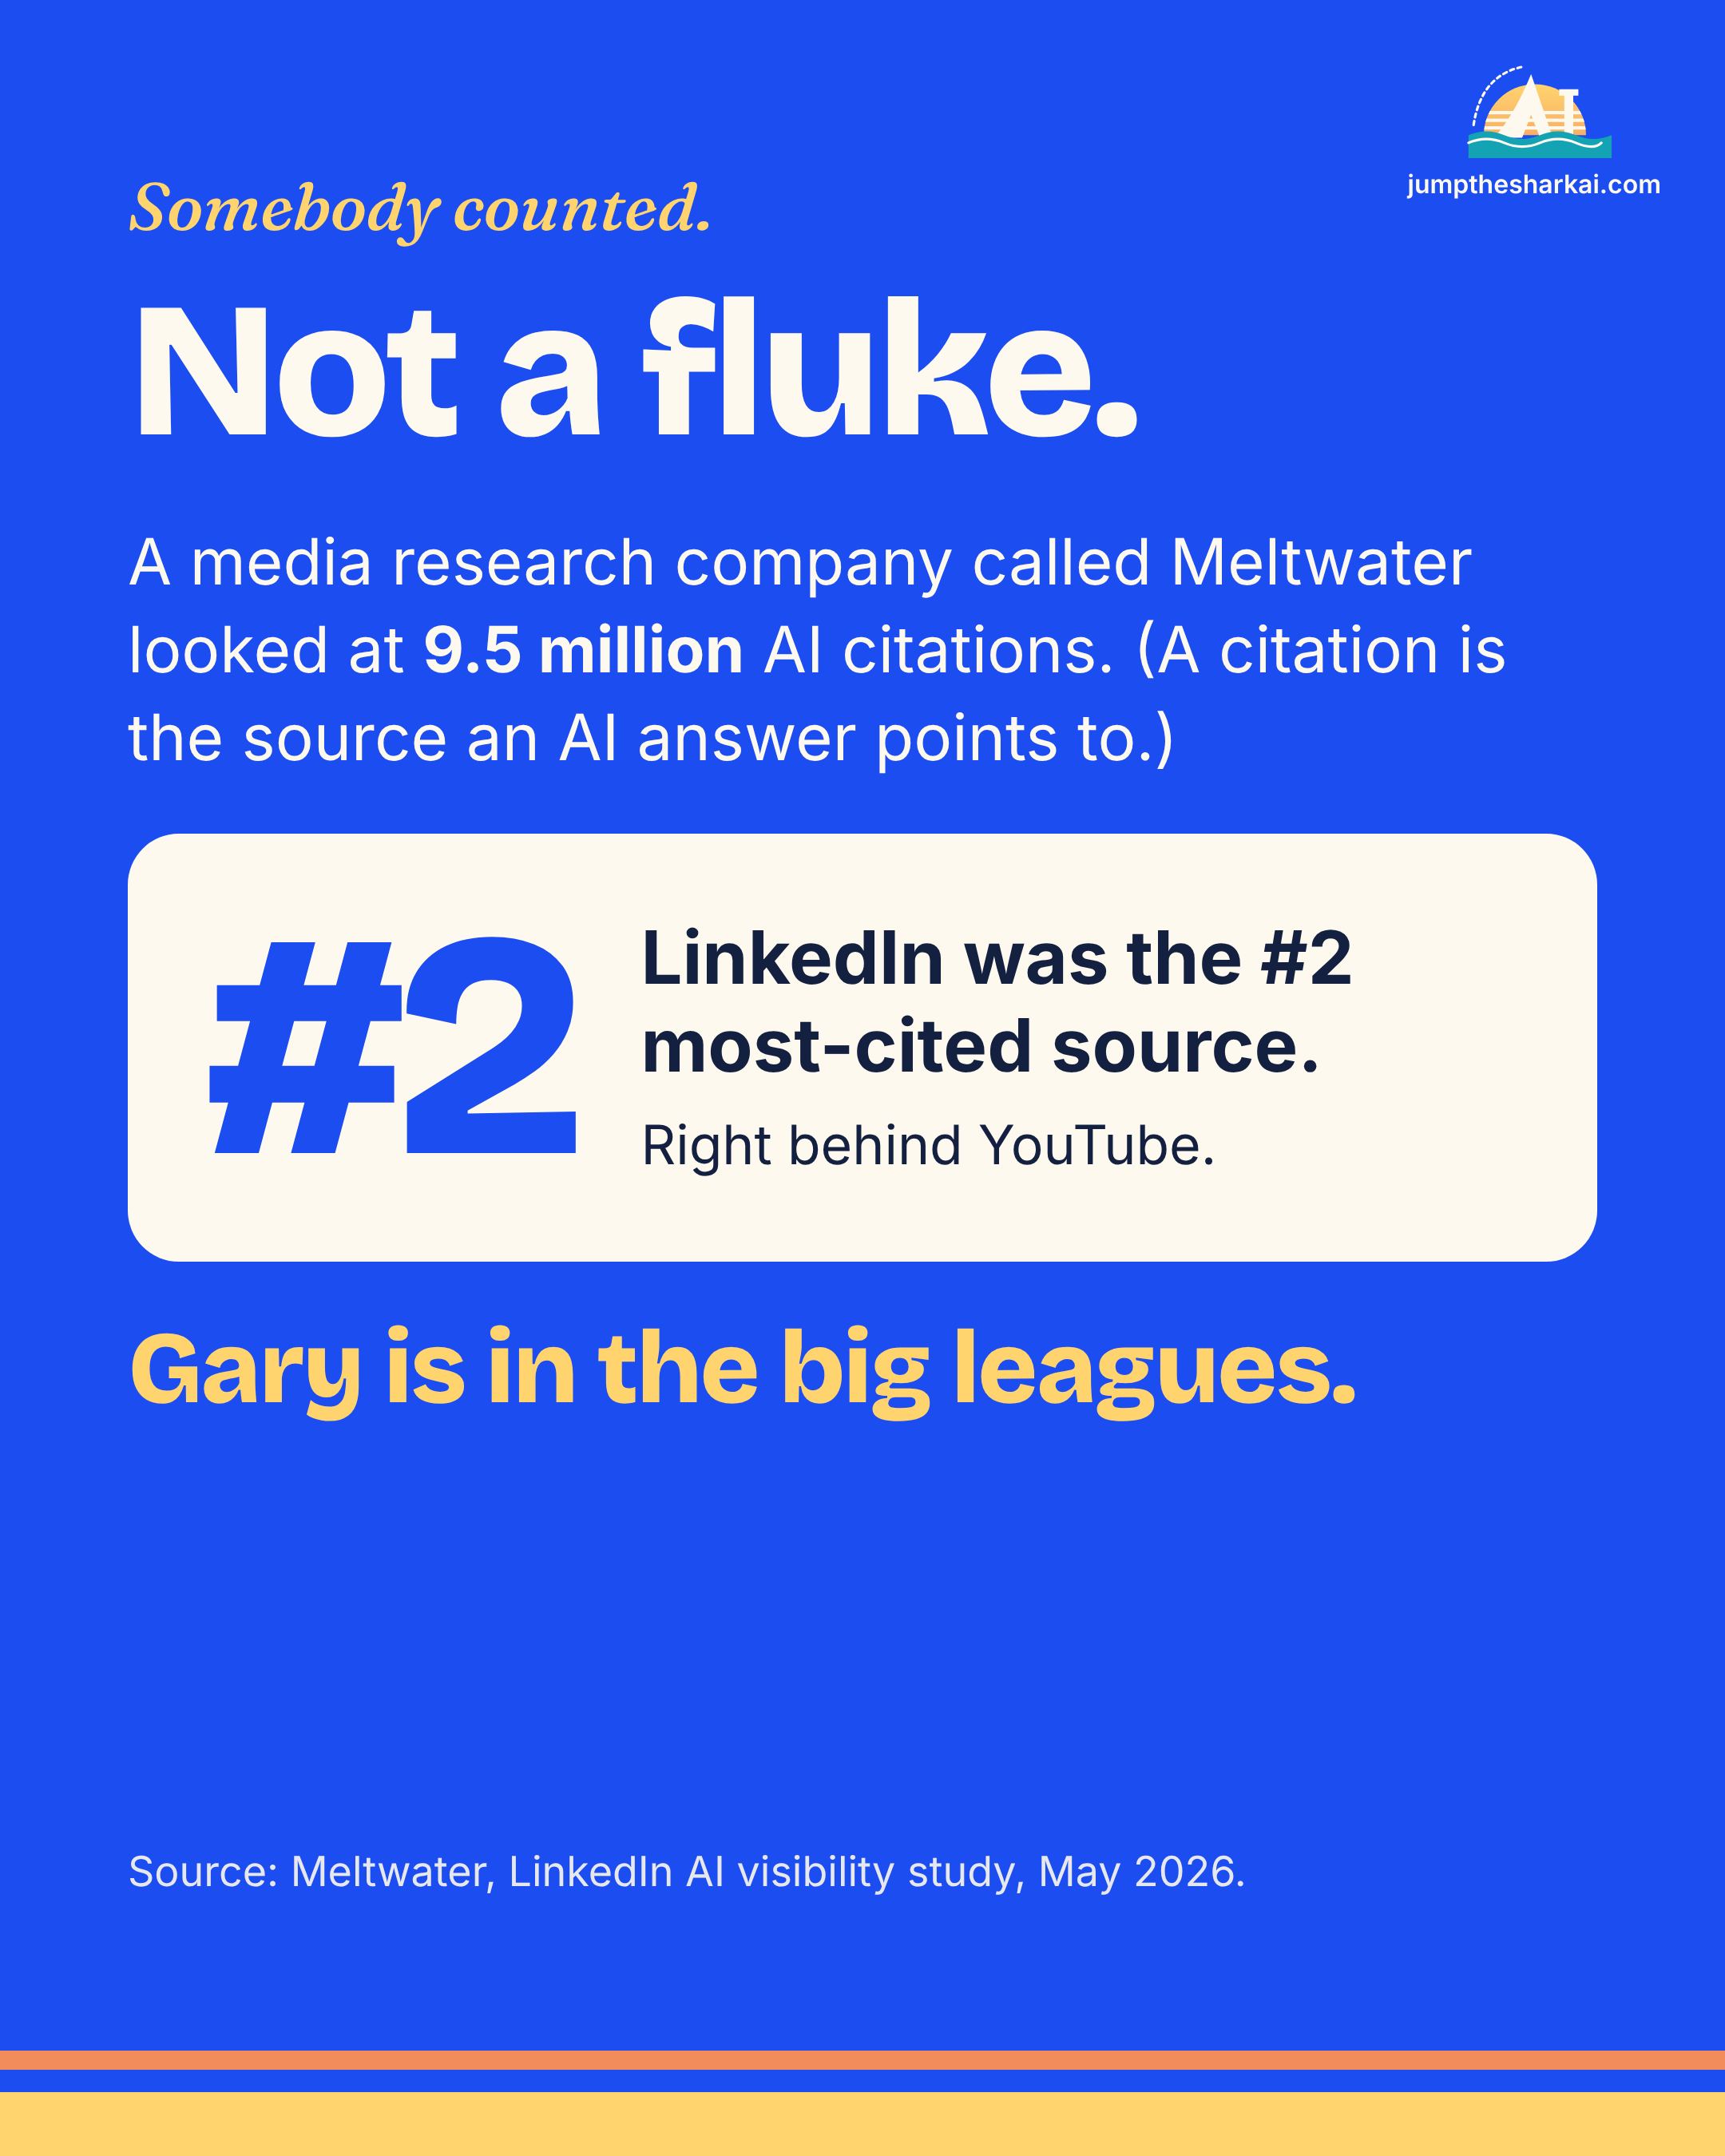 AI
jumpthesharkai.com
Somebody counted.
Not a fluke.
A media research company called Meltwater
looked at 9.5 million AI citations. (A citation is
the source an AI answer points to.)
#2
LinkedIn was the #2
most-cited source.
Right behind YouTube.
Gary is in the big leagues.
Source: Meltwater, LinkedIn AI visibility study, May 2026.